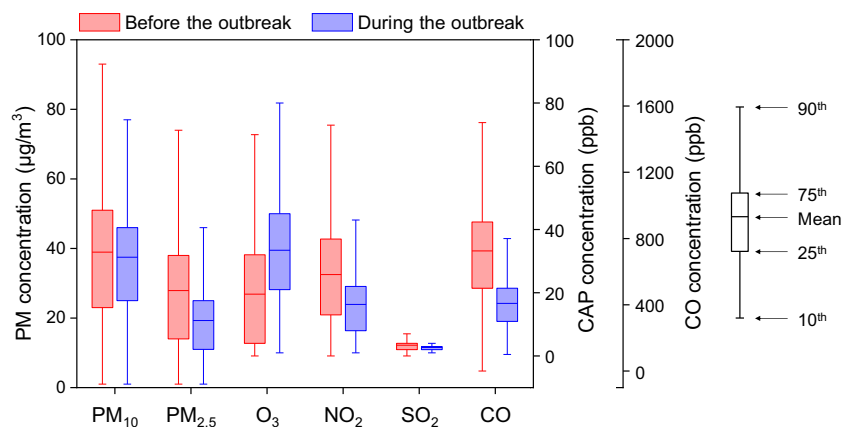 Before the outbreak During the outbreak
PM concentration (µg/m³)
100
80
60
40
20
0
PM₁₀ PM₂.₅ O₃ NO₂ SO₂ CO
CAP concentration (ppb)
100
80
60
40
20
0
CO concentration (ppb)
2000
1600
1200
800
400
0
90th
75th
Mean
25th
10th